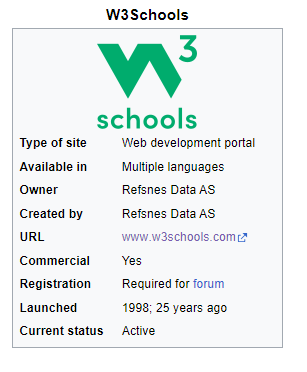 W3Schools
W3
schools
Type of site Web development portal
Available in Multiple languages
Owner Refsnes Data AS
Created by Refsnes Data AS
URL www.w3schools.com
Commercial Yes
Registration Required for forum
Launched 1998; 25 years ago
Current status Active